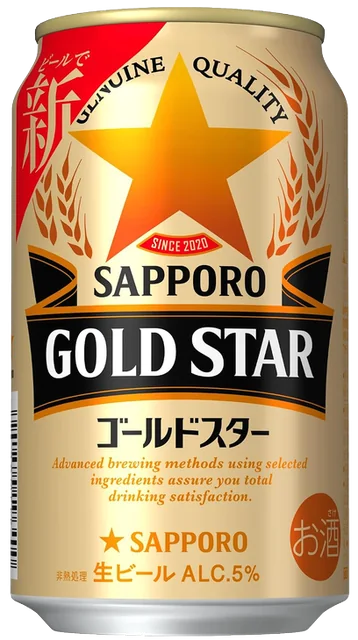 ビールで
新
GENUINE QUALITY
SINCE 2020
SAPPORO
GOLD STAR
ゴールドスター
Advanced brewing methods using selected
ingredients assure you total
drinking satisfaction.
さけ
お酒
★ SAPPORO
非熱処理 生ビール ALC.5%